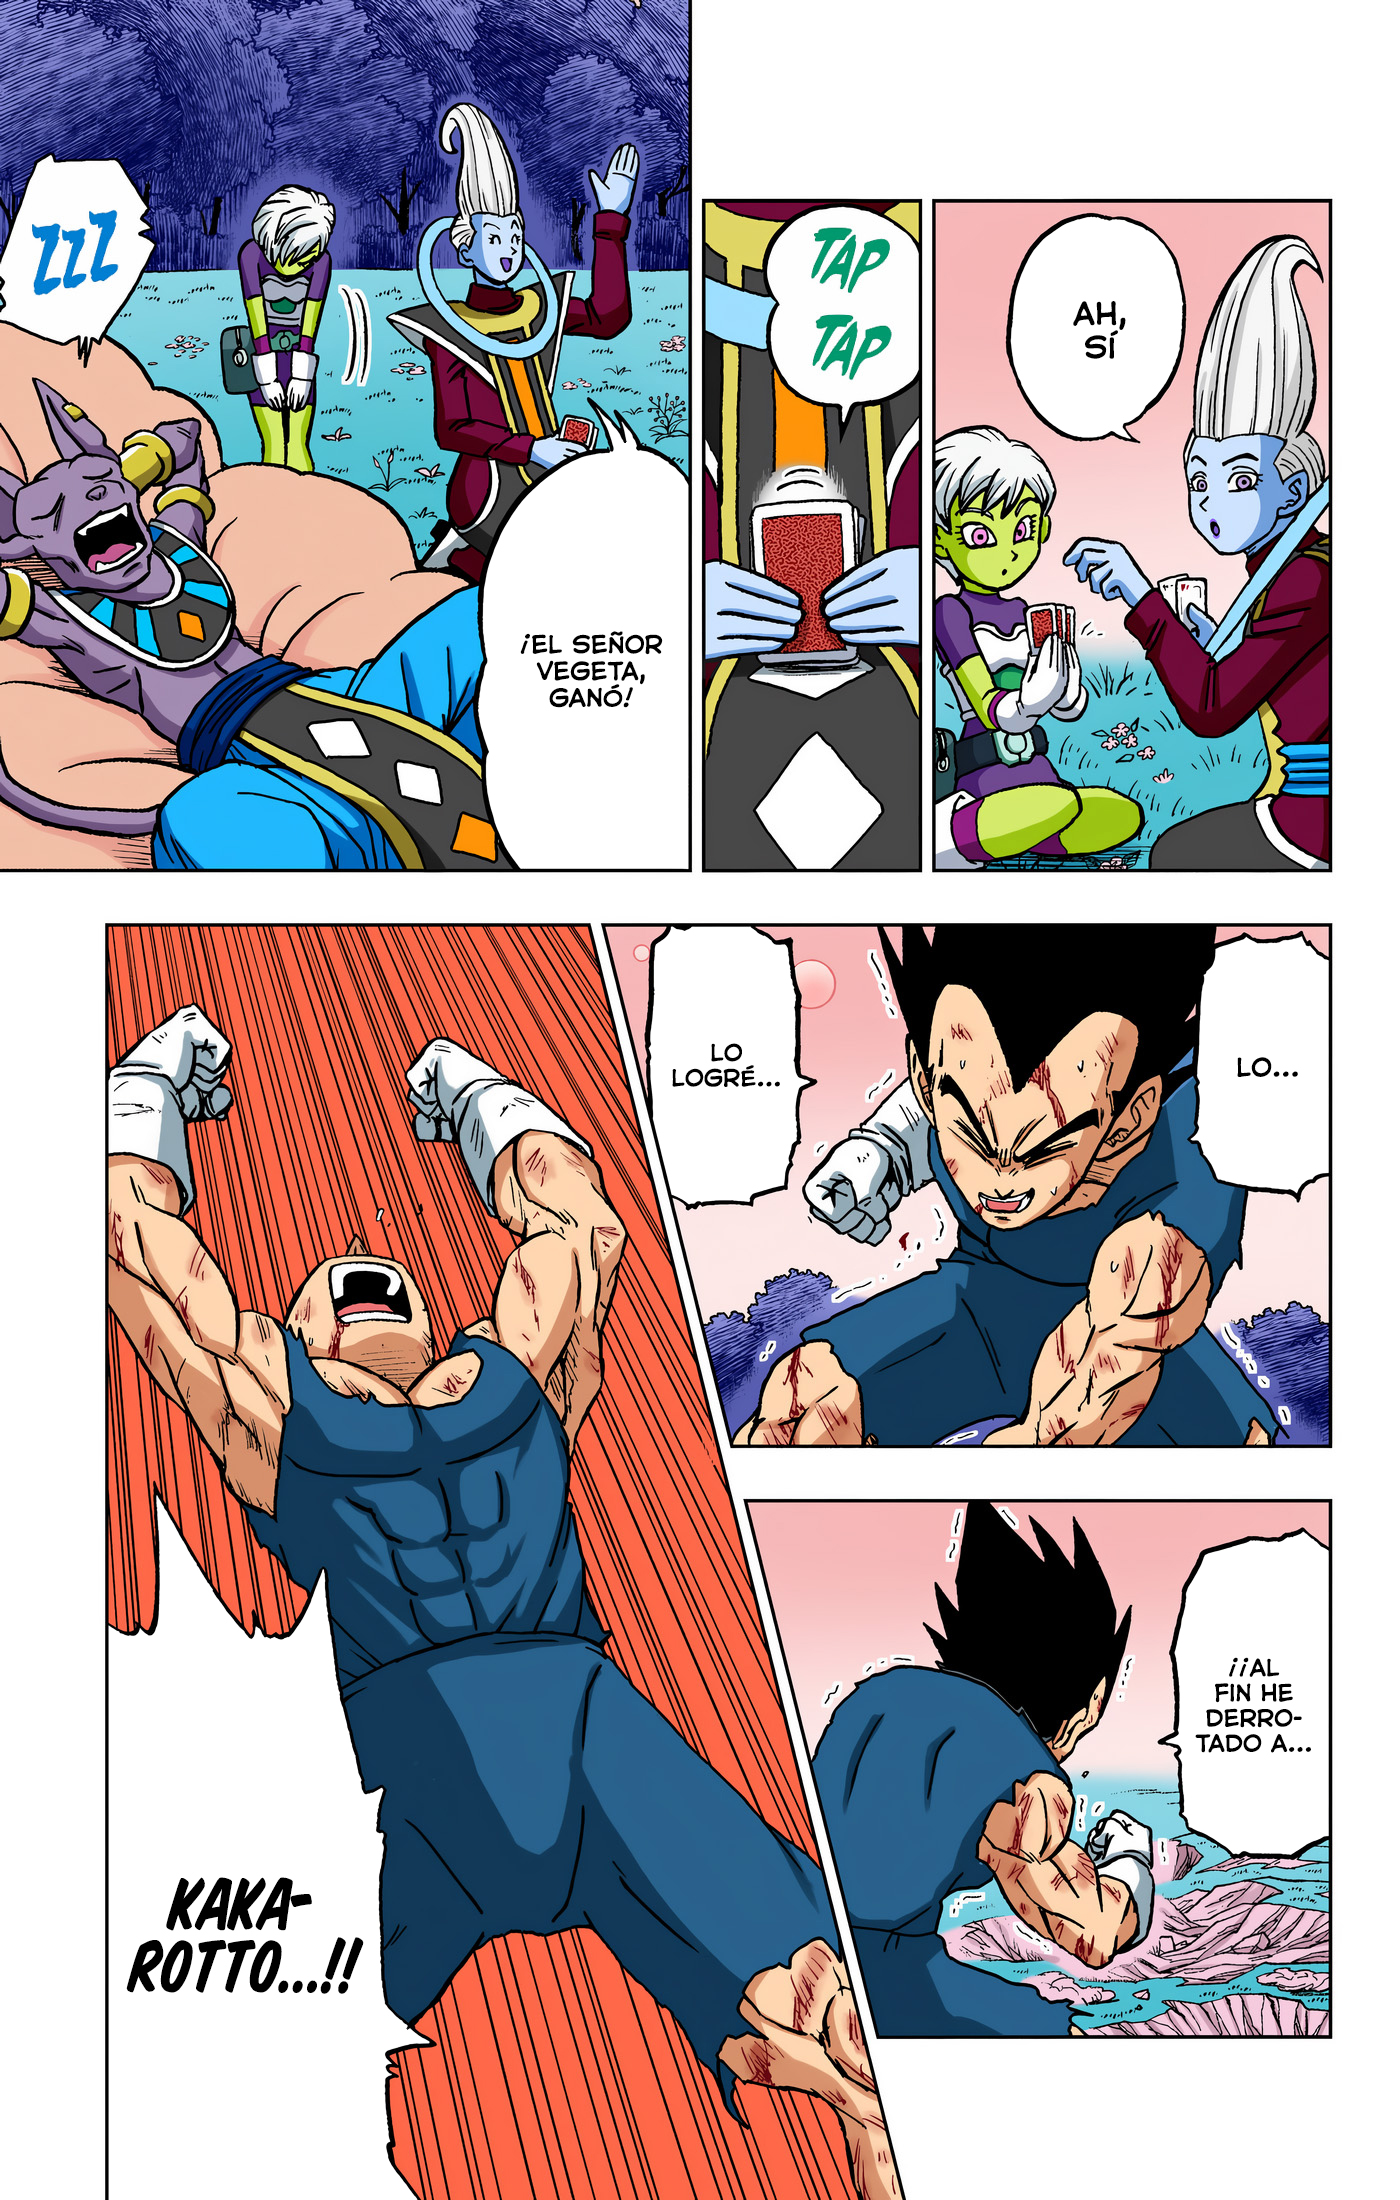 AH,
SÍ
TAP
TAP
¡EL SEÑOR
VEGETA,
GANÓ!
ZZZ
LO...
LO
LOGRÉ...
¡¡AL
FIN HE
DERRO-
TADO A...
KAKA-
ROTTO...!!